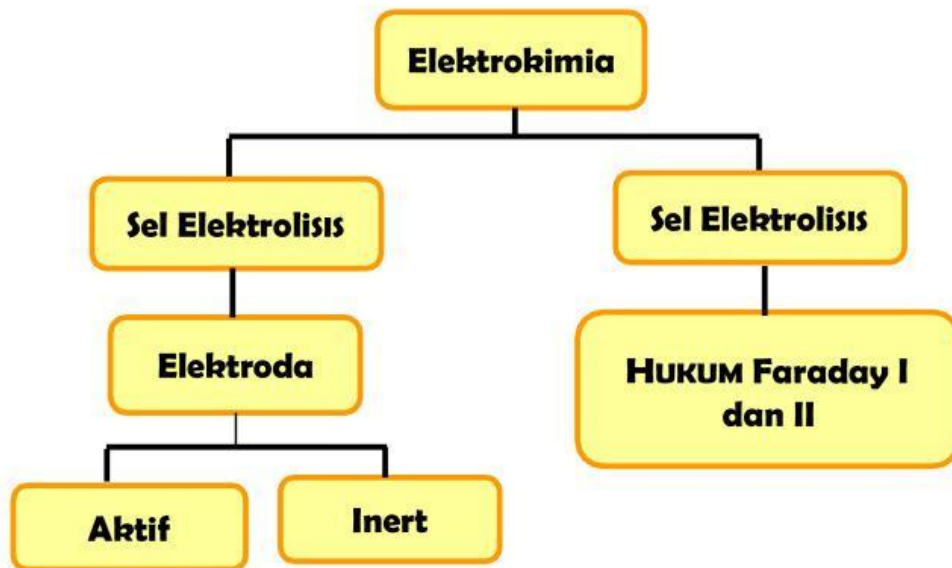 Elektrokimia
Sel Elektrolisis
Sel Elektrolisis
Elektroda
HUKUM Faraday I
dan II
Aktif
Inert